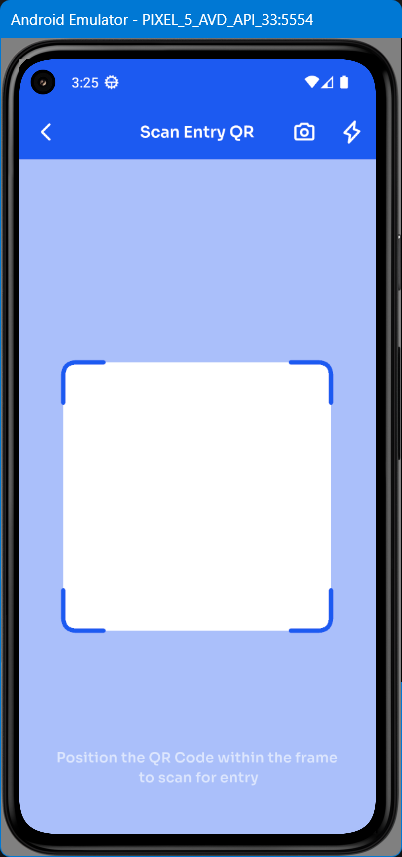 Android Emulator - PIXEL_5_AVD_API_33:5554
3:25
Scan Entry QR
Position the QR Code within the frame
to scan for entry